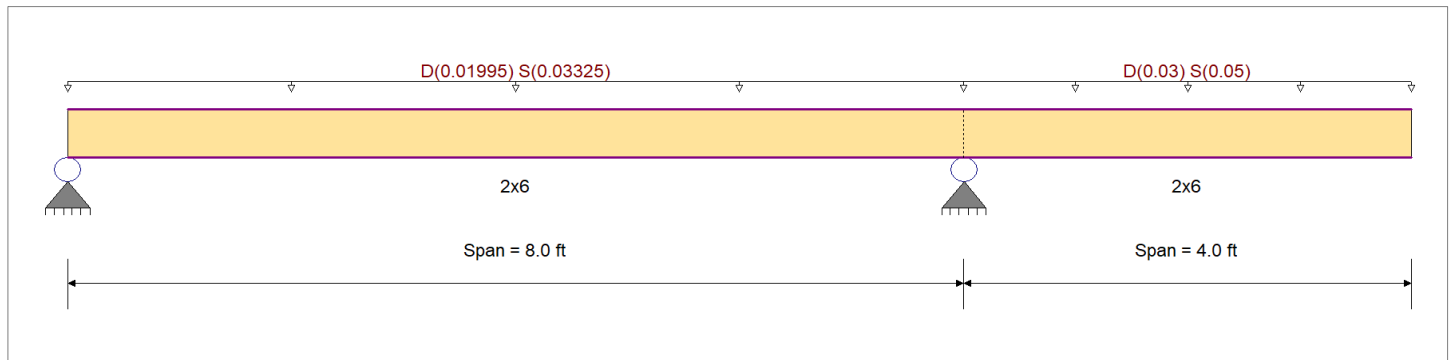 D(0.01995) S(0.03325) D(0.03) S(0.05)
2x6 2x6
Span = 8.0 ft Span = 4.0 ft